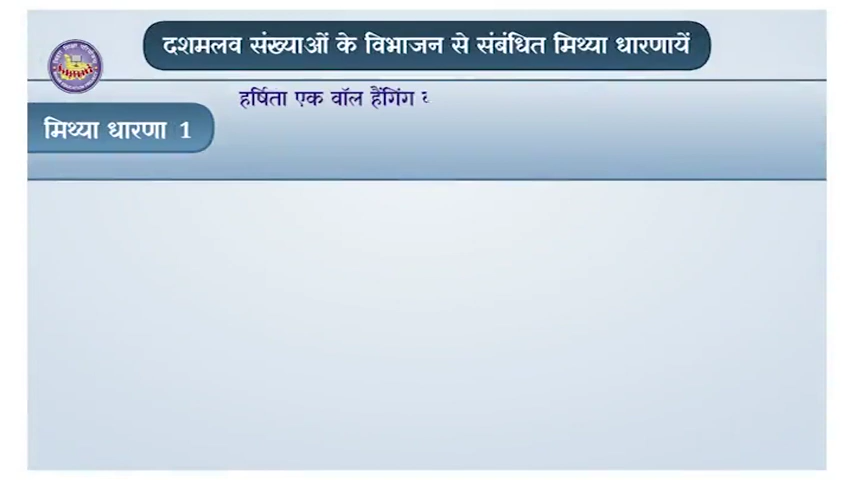 दशमलव संख्याओं के विभाजन से संबंधित मिथ्या धारणायें
हर्षिता एक वॉल हैंगिंग
मिथ्या धारणा 1